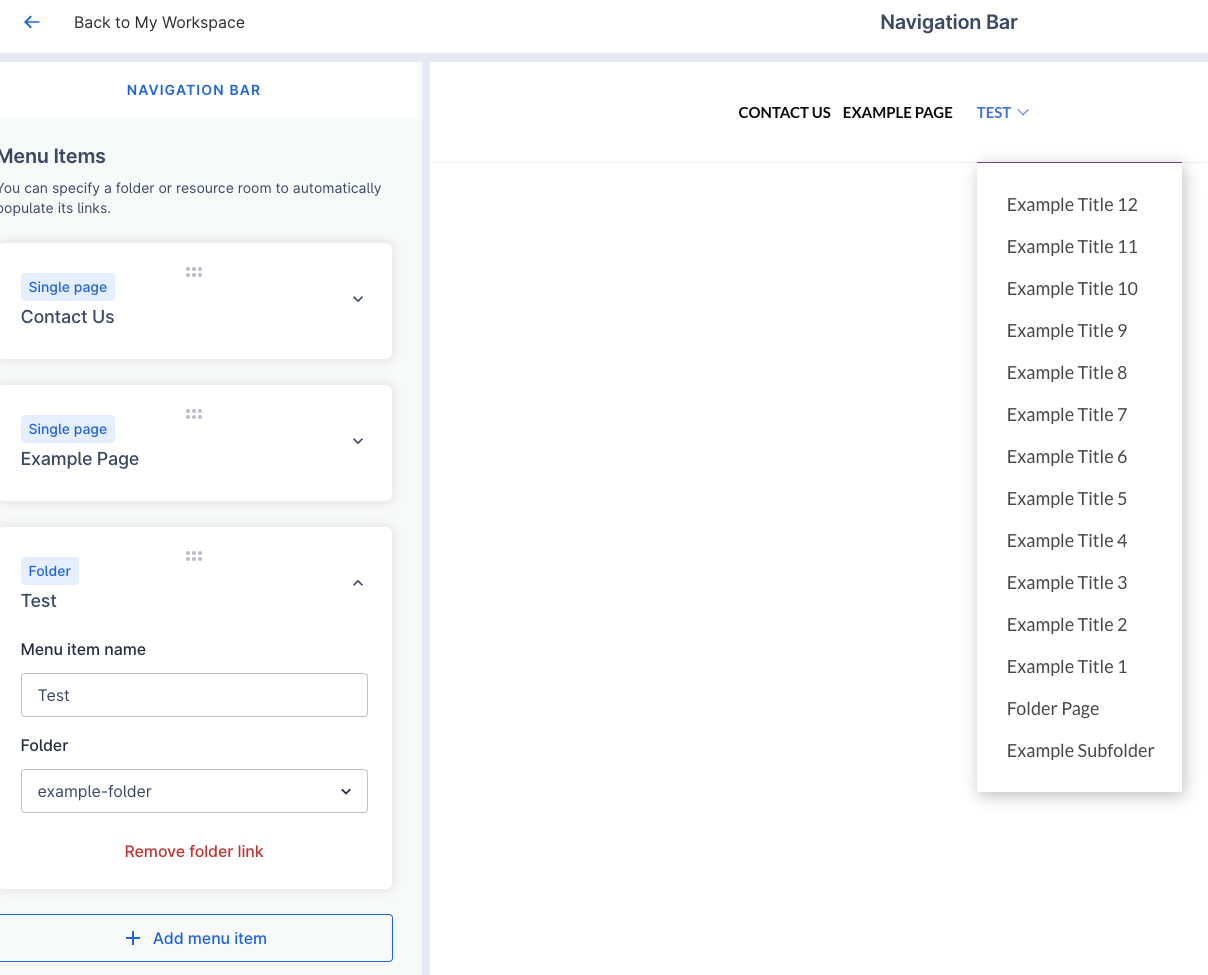 Back to My Workspace
Navigation Bar
NAVIGATION BAR
Menu Items
You can specify a folder or resource room to automatically
populate its links.
Single page
Contact Us
Single page
Example Page
Folder
Test
Menu item name
Test
Folder
example-folder
Remove folder link
Add menu item
CONTACT US EXAMPLE PAGE TEST
Example Title 12
Example Title 11
Example Title 10
Example Title 9
Example Title 8
Example Title 7
Example Title 6
Example Title 5
Example Title 4
Example Title 3
Example Title 2
Example Title 1
Folder Page
Example Subfolder